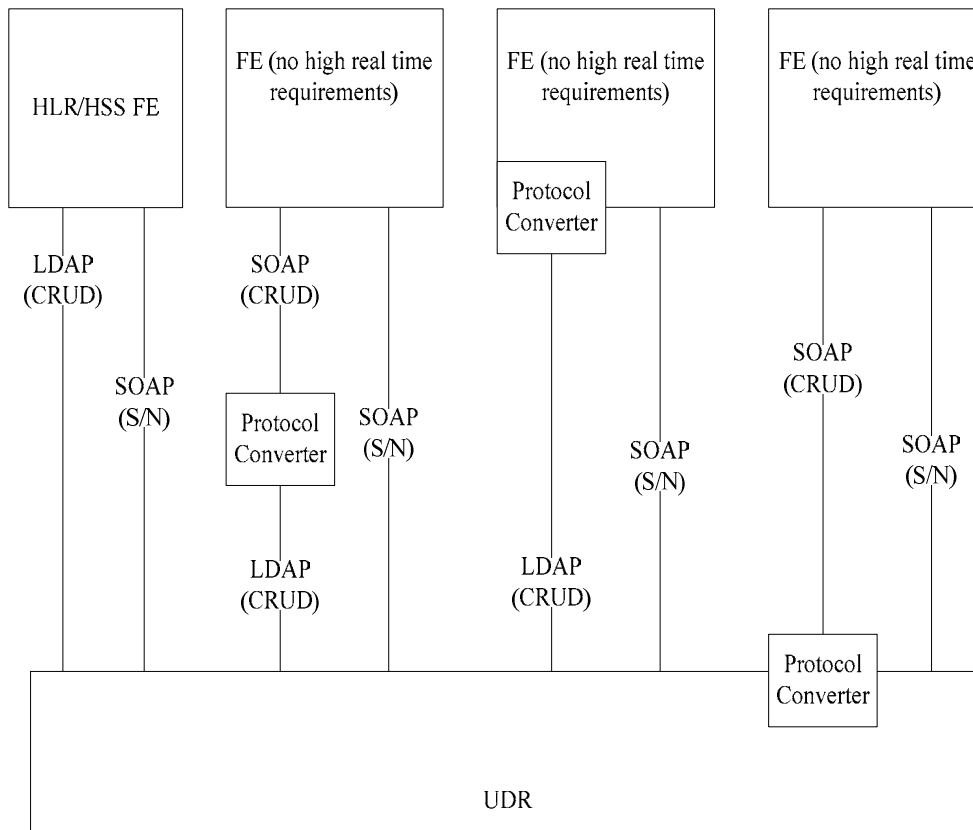 HLR/HSS FE
FE (no high real time
requirements)
FE (no high real time
requirements)
FE (no high real time
requirements)
Protocol
Converter
LDAP
(CRUD)
SOAP
(CRUD)
SOAP
(CRUD)
SOAP
(S/N)
Protocol
Converter
SOAP
(S/N)
SOAP
(S/N)
SOAP
(S/N)
LDAP
(CRUD)
LDAP
(CRUD)
Protocol
Converter
UDR